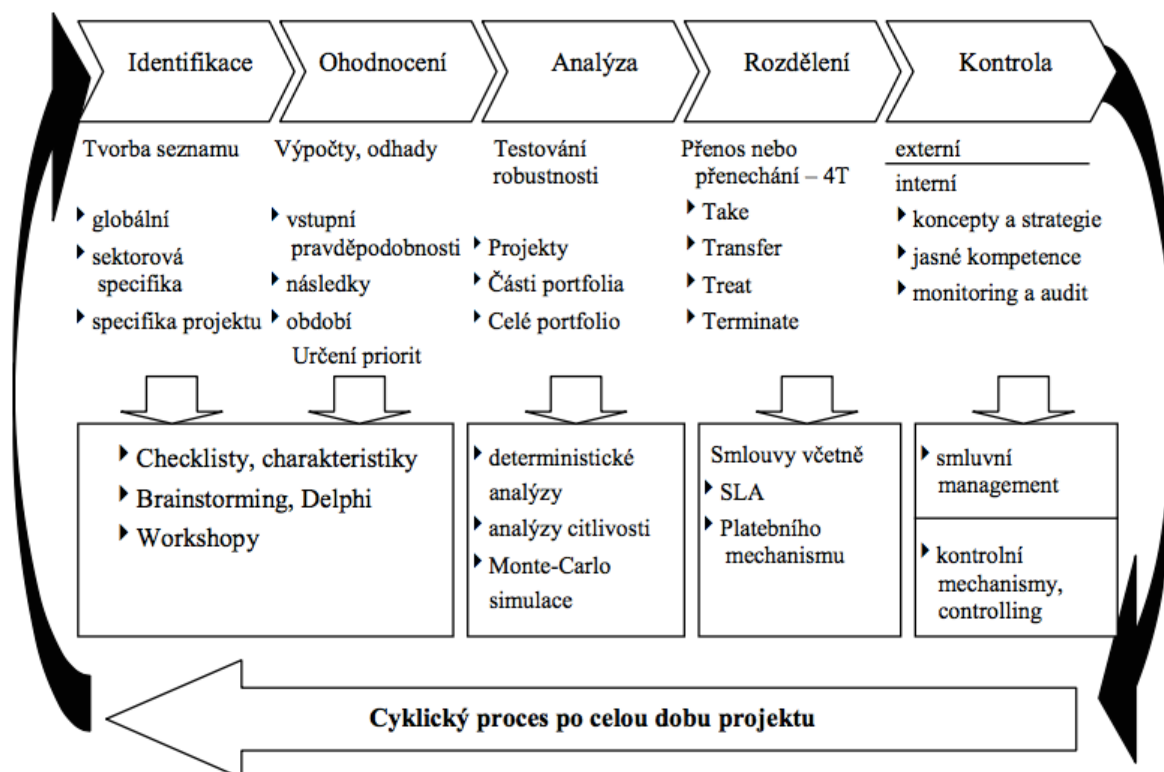 Identifikace
Ohodnocení
Analýza
Rozdělení
Kontrola
Tvorba seznamu
globální
sektorová
specifika
specifika projektu
Výpočty, odhady
vstupní
pravděpodobnosti
následky
období
Určení priorit
Testování
robustnosti
Projekty
Části portfolia
Celé portfolio
Přenos nebo
přenechání – 4T
Take
Transfer
Treat
Terminate
externí
interní
koncepty a strategie
jasné kompetence
monitoring a audit
Checklisty, charakteristiky
Brainstorming, Delphi
Workshopy
deterministické
analýzy
analýzy citlivosti
Monte-Carlo
simulace
Smlouvy včetně
SLA
Platebního
mechanismu
smluvní
management
kontrolní
mechanismy,
controlling
Cyklický proces po celou dobu projektu